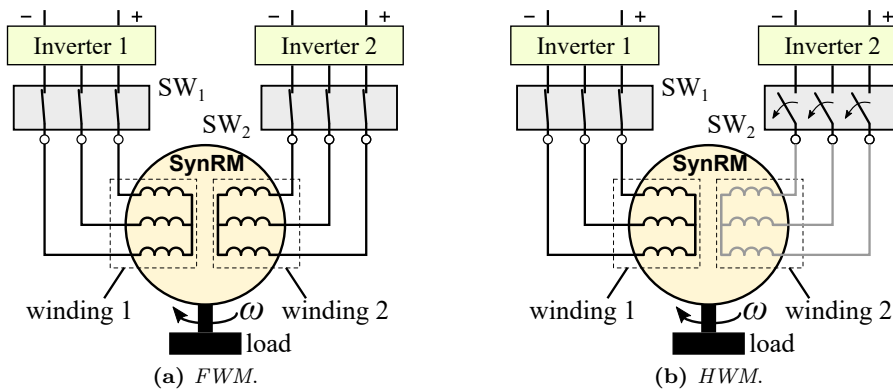 − + − + − + − +
Inverter 1 Inverter 2 Inverter 1 Inverter 2
SW1 SW1
SW2 SW2
SynRM SynRM
winding 1 ω winding 2 winding 1 ω winding 2
load load
(a) FWM. (b) HWM.